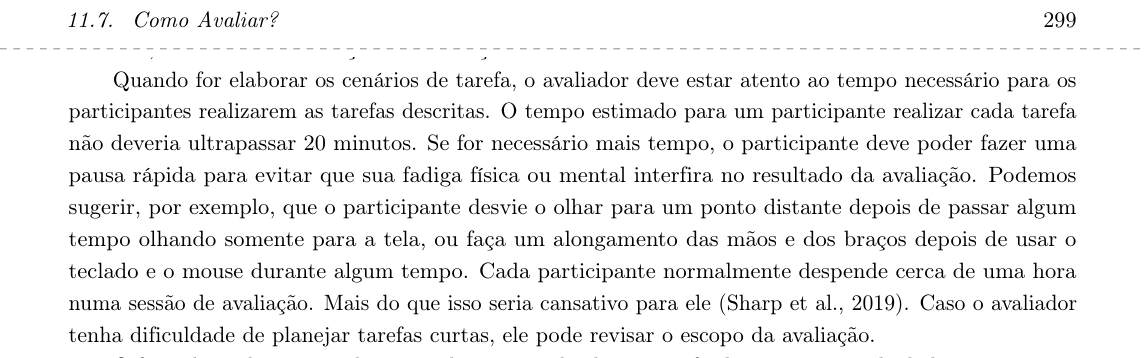 11.7. Como Avaliar? 299
Quando for elaborar os cenários de tarefa, o avaliador deve estar atento ao tempo necessário para os
participantes realizarem as tarefas descritas. O tempo estimado para um participante realizar cada tarefa
não deveria ultrapassar 20 minutos. Se for necessário mais tempo, o participante deve poder fazer uma
pausa rápida para evitar que sua fadiga física ou mental interfira no resultado da avaliação. Podemos
sugerir, por exemplo, que o participante desvie o olhar para um ponto distante depois de passar algum
tempo olhando somente para a tela, ou faça um alongamento das mãos e dos braços depois de usar o
teclado e o mouse durante algum tempo. Cada participante normalmente despende cerca de uma hora
numa sessão de avaliação. Mais do que isso seria cansativo para ele (Sharp et al., 2019). Caso o avaliador
tenha dificuldade de planejar tarefas curtas, ele pode revisar o escopo da avaliação.